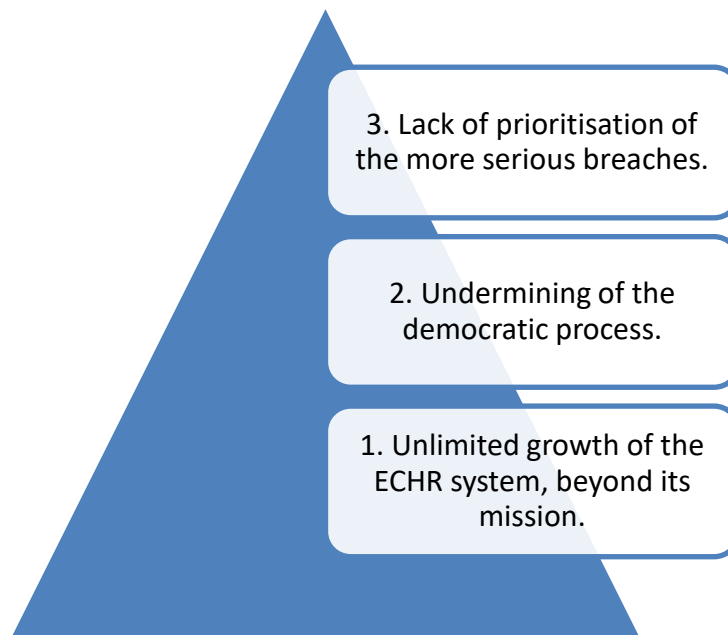 3. Lack of prioritisation of
the more serious breaches.
2. Undermining of the
democratic process.
1. Unlimited growth of the
ECHR system, beyond its
mission.